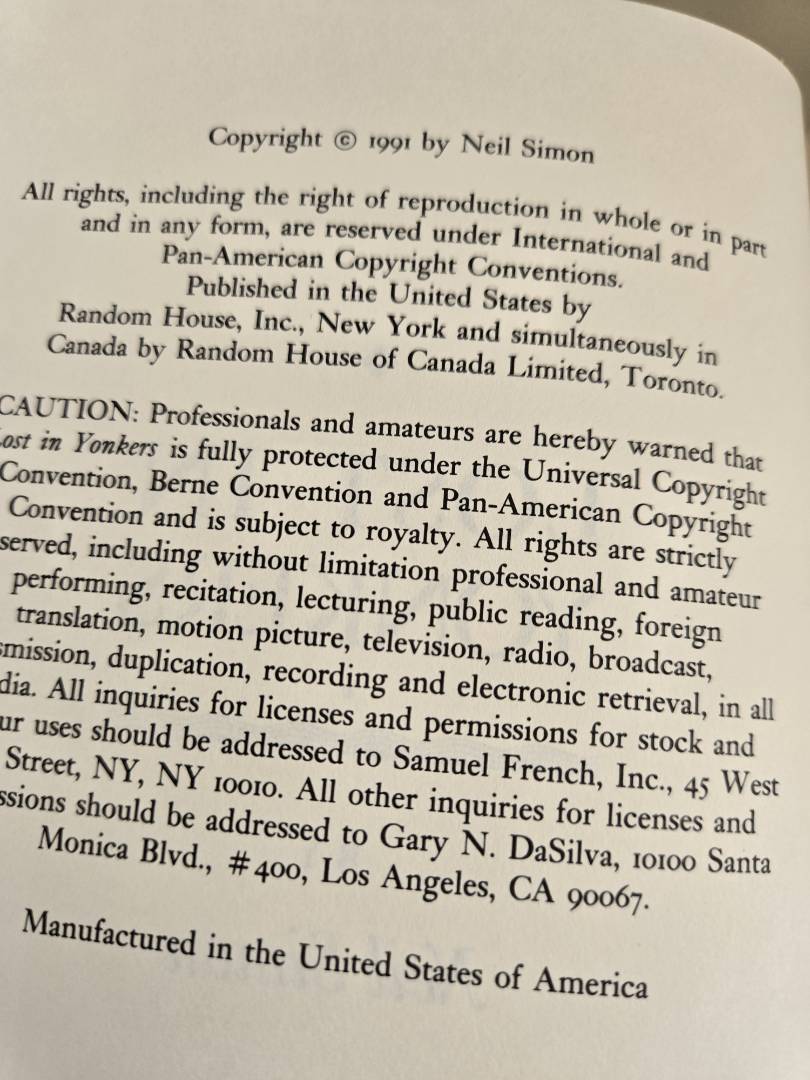 Copyright © 1991 by Neil Simon
All rights, including the right of reproduction in whole or in part
and in any form, are reserved under International and
Pan-American Copyright Conventions.
Published in the United States by
Random House, Inc., New York and simultaneously in
Canada by Random House of Canada Limited, Toronto.
CAUTION: Professionals and amateurs are hereby warned that
Lost in Yonkers is fully protected under the Universal Copyright
Convention, Berne Convention and Pan-American Copyright
Convention and is subject to royalty. All rights are strictly
served, including without limitation professional and amateur
performing, recitation, lecturing, public reading, foreign
translation, motion picture, television, radio, broadcast,
smission, duplication, recording and electronic retrieval, in all
dia. All inquiries for licenses and permissions for stock and
ur uses should be addressed to Samuel French, Inc., 45 West
Street, NY, NY 10010. All other inquiries for licenses and
ssions should be addressed to Gary N. DaSilva, 10100 Santa
Monica Blvd., #400, Los Angeles, CA 90067.
Manufactured in the United States of America